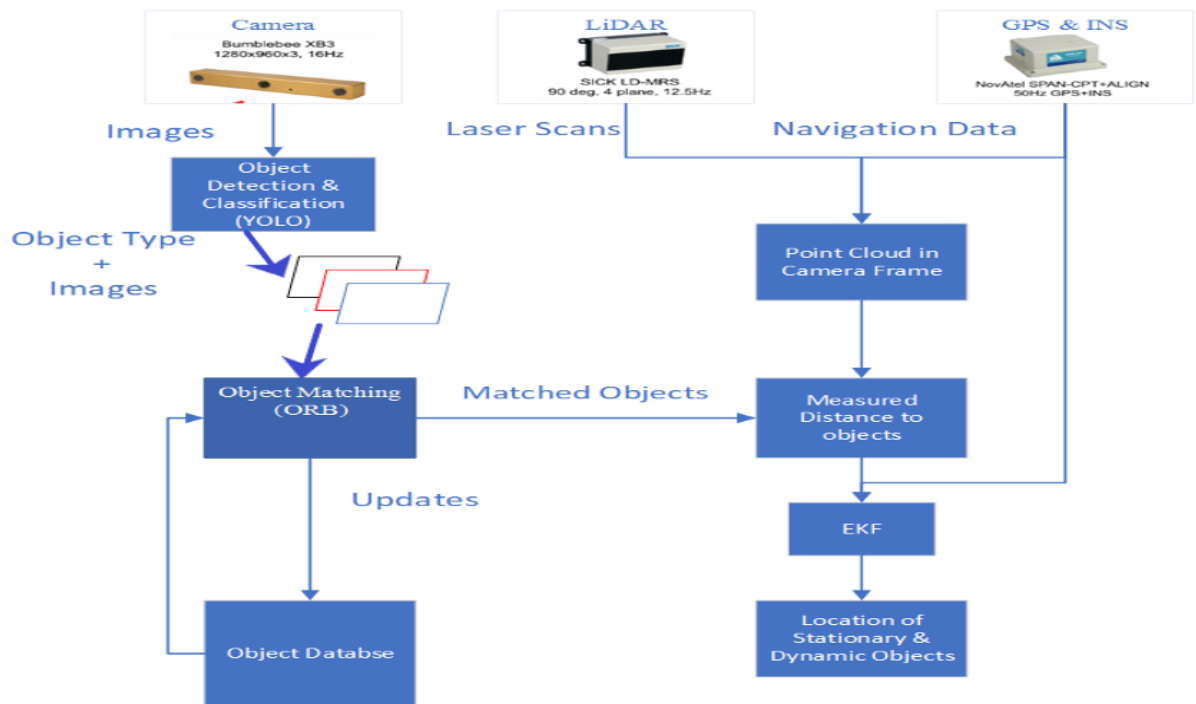 Camera
Bumblebee XB3
1280x960x3, 16Hz
LiDAR
SICK LD-MRS
90 deg, 4 plane, 12.5Hz
GPS & INS
NovAtel SPAN-CPT+ALIGN
50Hz GPS+INS
Images
Laser Scans
Navigation Data
Object
Detection &
Classification
(YOLO)
Object Type
+
Images
Point Cloud in
Camera Frame
Object Matching
(ORB)
Matched Objects
Measured
Distance to
objects
Updates
EKF
Object Databse
Location of
Stationary &
Dynamic Objects